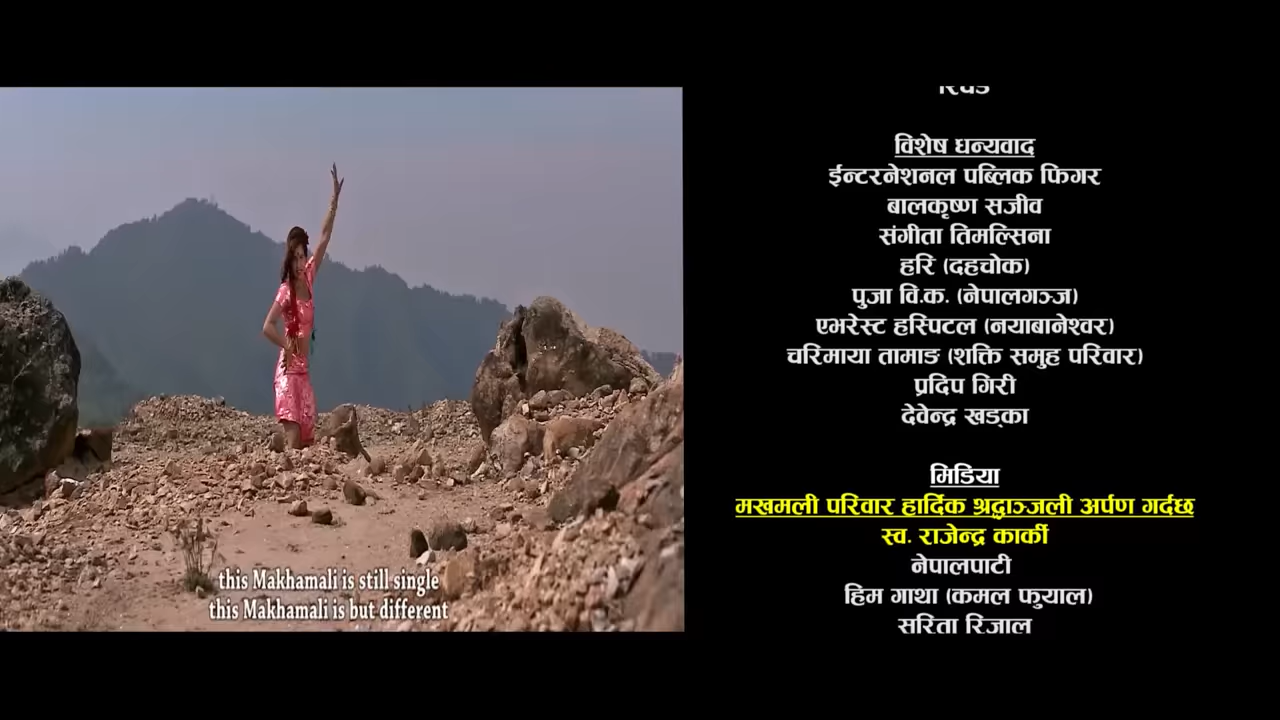 this Makhamali is still single
this Makhamali is but different
विशेष धन्यवाद
ईन्टरनेशनल पब्लिक फिगर
बालकृष्ण सजीव
संगीता तिमल्सिना
हरि (दहचोक)
पुजा वि.क. (नेपालगञ्ज)
एभरेस्ट हस्पिटल (नयाबानेश्वर)
चरिमाया तामाङ (शक्ति समुह परिवार)
प्रदिप गिरी
देवेन्द्र खड्का
मिडिया
मखमली परिवार हार्दिक श्रद्धाञ्जली अर्पण गर्दछ
स्व. राजेन्द्र कार्की
नेपालपाटी
हिम गाथा (कमल फुयाल)
सरिता रिजाल